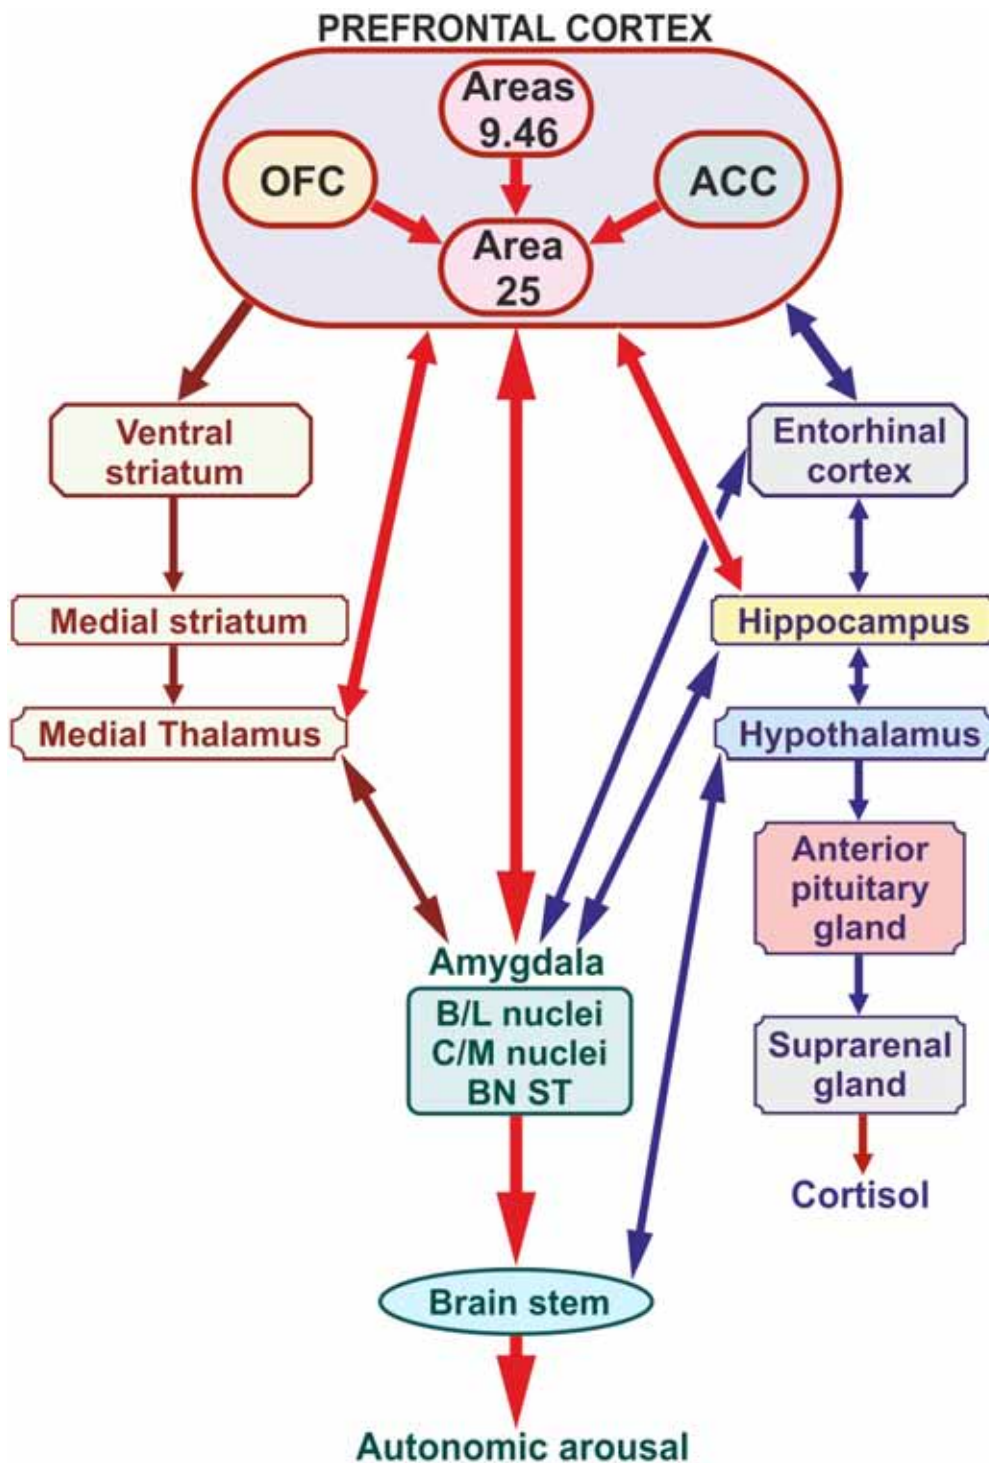 PREFRONTAL CORTEX
Areas
9.46
OFC
ACC
Area
25
Ventral
striatum
Entorhinal
cortex
Medial striatum
Hippocampus
Medial Thalamus
Hypothalamus
Anterior
pituitary
gland
Amygdala
B/L nuclei
C/M nuclei
BN ST
Suprarenal
gland
Cortisol
Brain stem
Autonomic arousal